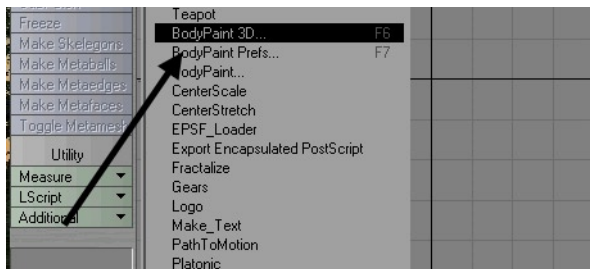 Freeze
Make Skelegons
Make Metaballs
Make Metaedges
Make Metafaces
Toggle Metamesh
Utility
Measure
LScript
Additional
Teapot
BodyPaint 3D... F6
BodyPaint Prefs... F7
BodyPaint...
CenterScale
CenterStretch
EPSF_Loader
Export Encapsulated PostScript
Fractalize
Gears
Logo
Make_Text
PathToMotion
Platonic